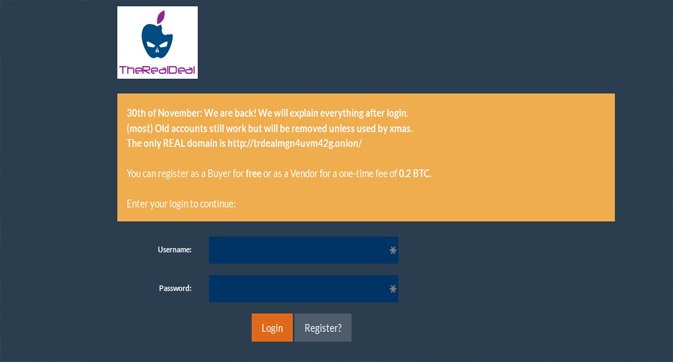 TheRealDeal
30th of November: We are back! We will explain everything after login.
(most) Old accounts still work but will be removed unless used by xmas.
The only REAL domain is http://trdealmgn4uvm42g.onion/
You can register as a Buyer for free or as a Vendor for a one-time fee of 0.2 BTC.
Enter your login to continue:
Username:
Password:
Login Register?